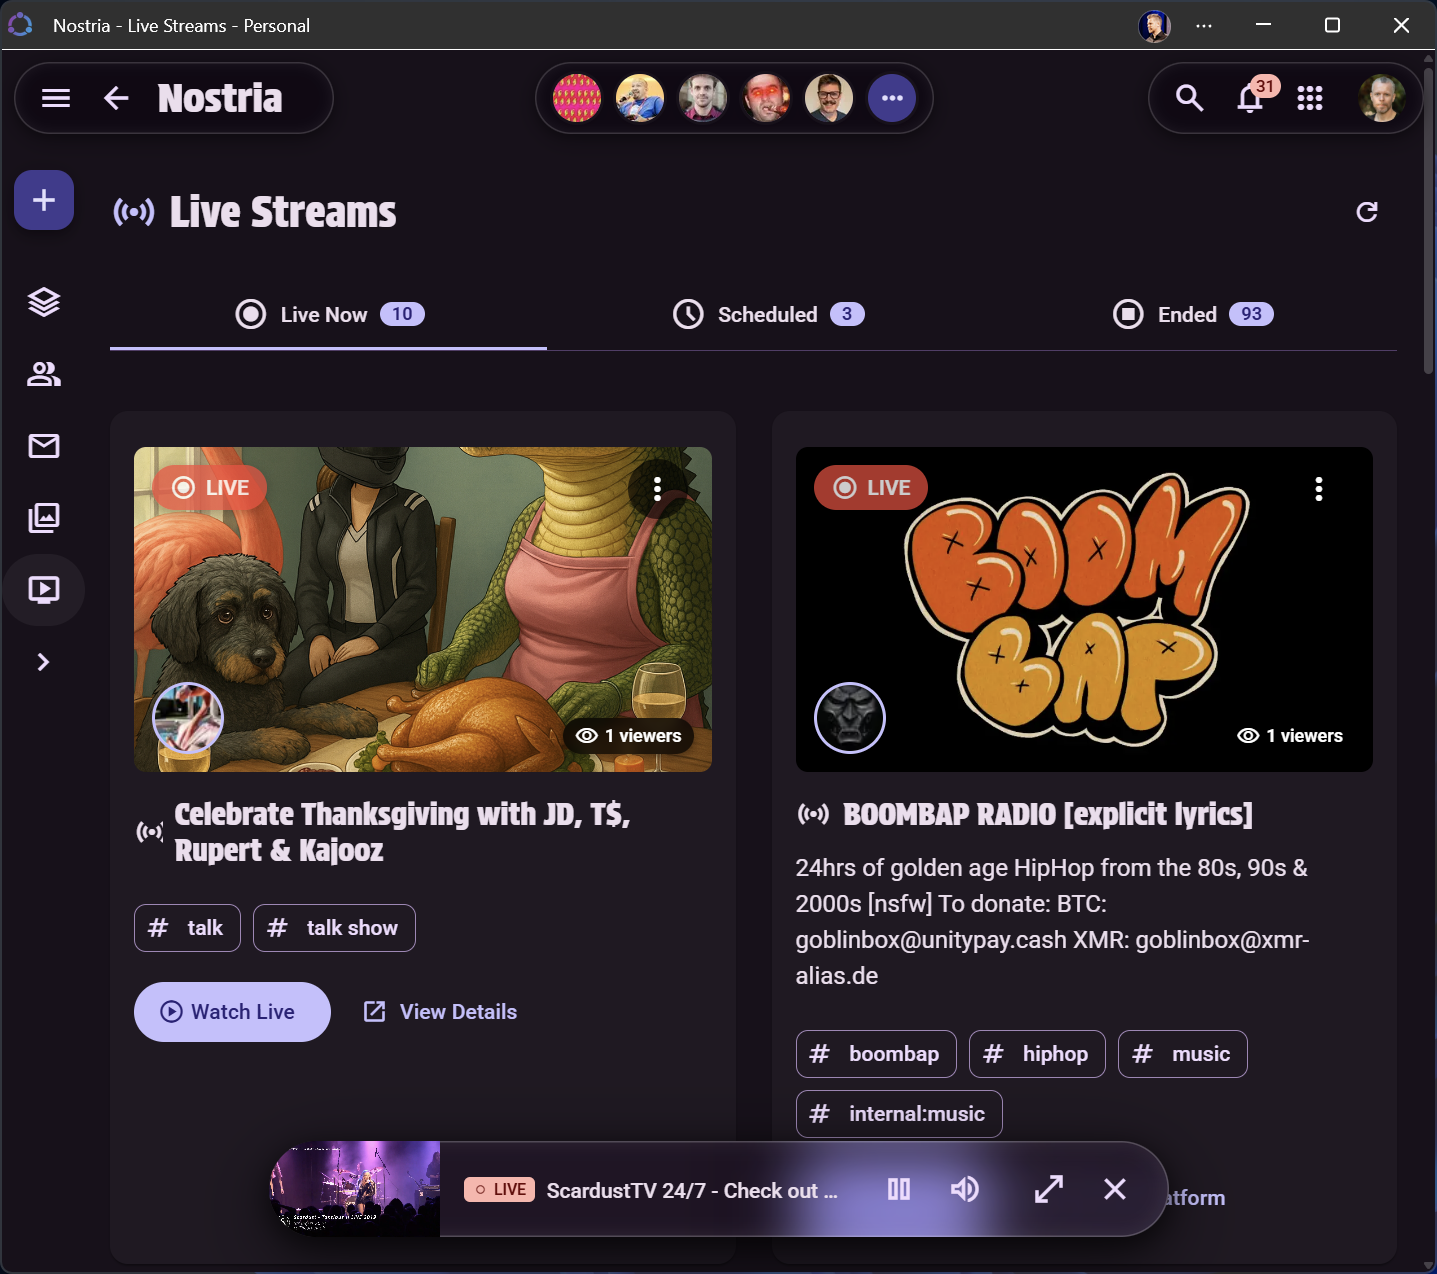 Nostria - Live Streams - Personal
Nostria
31
Live Streams
Live Now 10
Scheduled 3
Ended 93
LIVE
1 viewers
Celebrate Thanksgiving with JD, T$,
Rupert & Kajooz
# talk
# talk show
Watch Live
View Details
LIVE
BOOM
BAP
1 viewers
BOOMBAP RADIO [explicit lyrics]
24hrs of golden age HipHop from the 80s, 90s &
2000s [nsfw] To donate: BTC:
goblinbox@unitypay.cash XMR: goblinbox@xmr-
alias.de
# boombap
# hiphop
# music
# internal:music
LIVE
ScardustTV 24/7 - Check out ...
atform